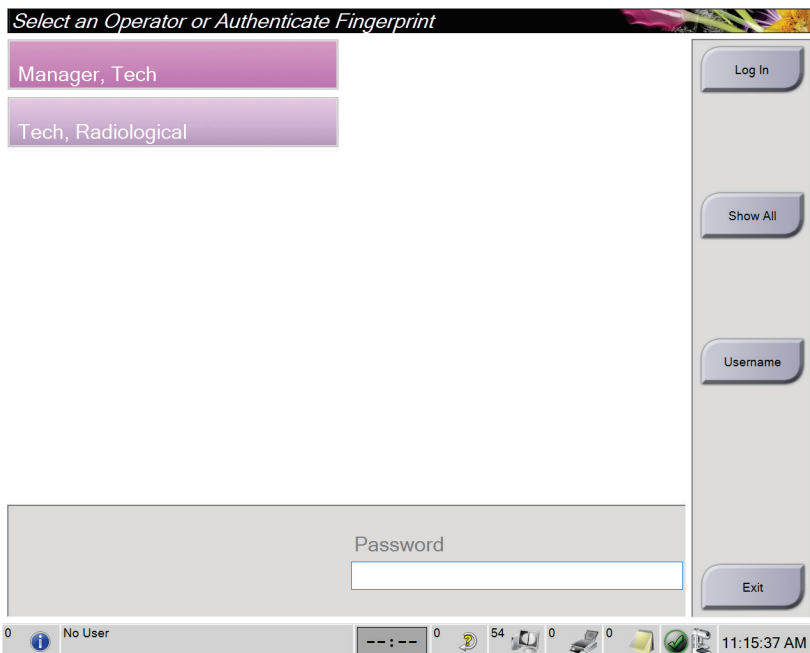 Select an Operator or Authenticate Fingerprint
Manager, Tech
Tech, Radiological
Log In
Show All
Username
Password
Exit
0 No User --:-- 0 54 0 0 11:15:37 AM